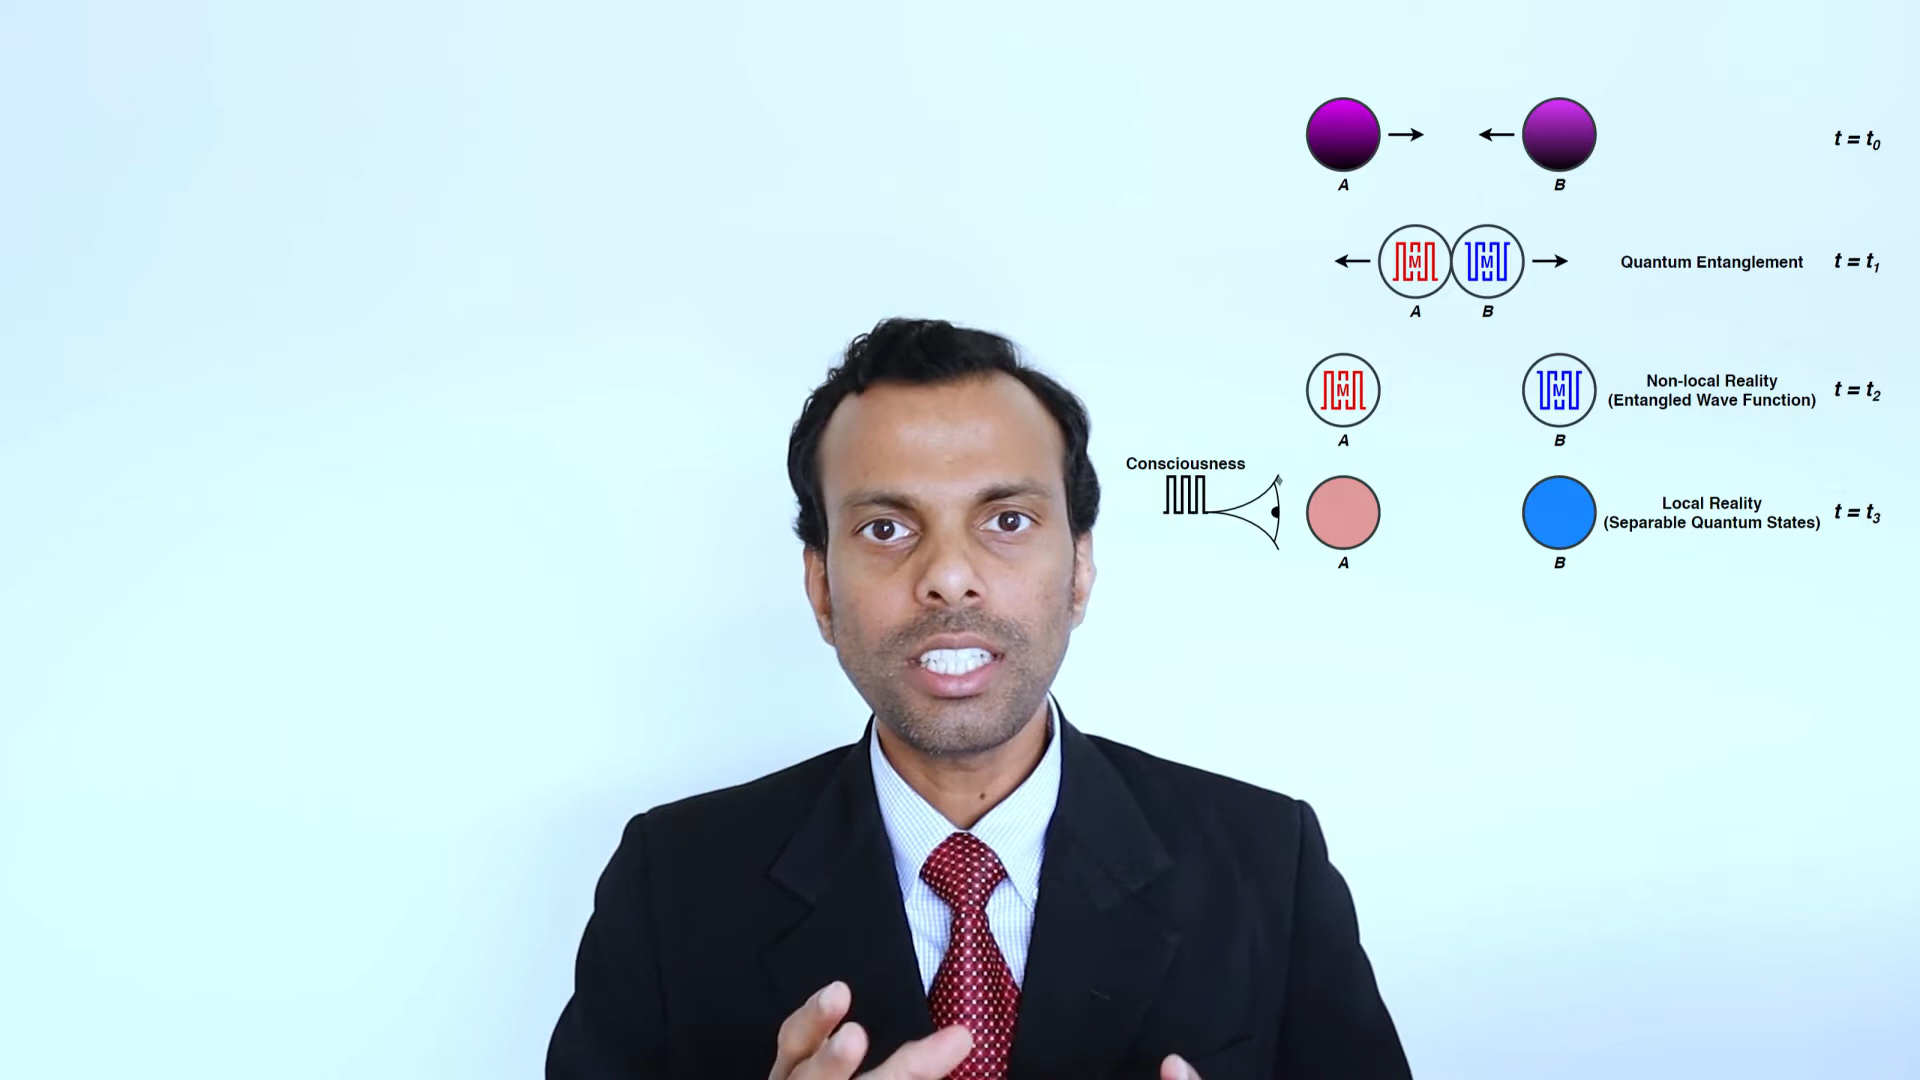 t = t0
A
B
M
M
Quantum Entanglement
t = t1
A
B
M
M
Non-local Reality
(Entangled Wave Function)
t = t2
A
B
Consciousness
Local Reality
(Separable Quantum States)
t = t3
A
B